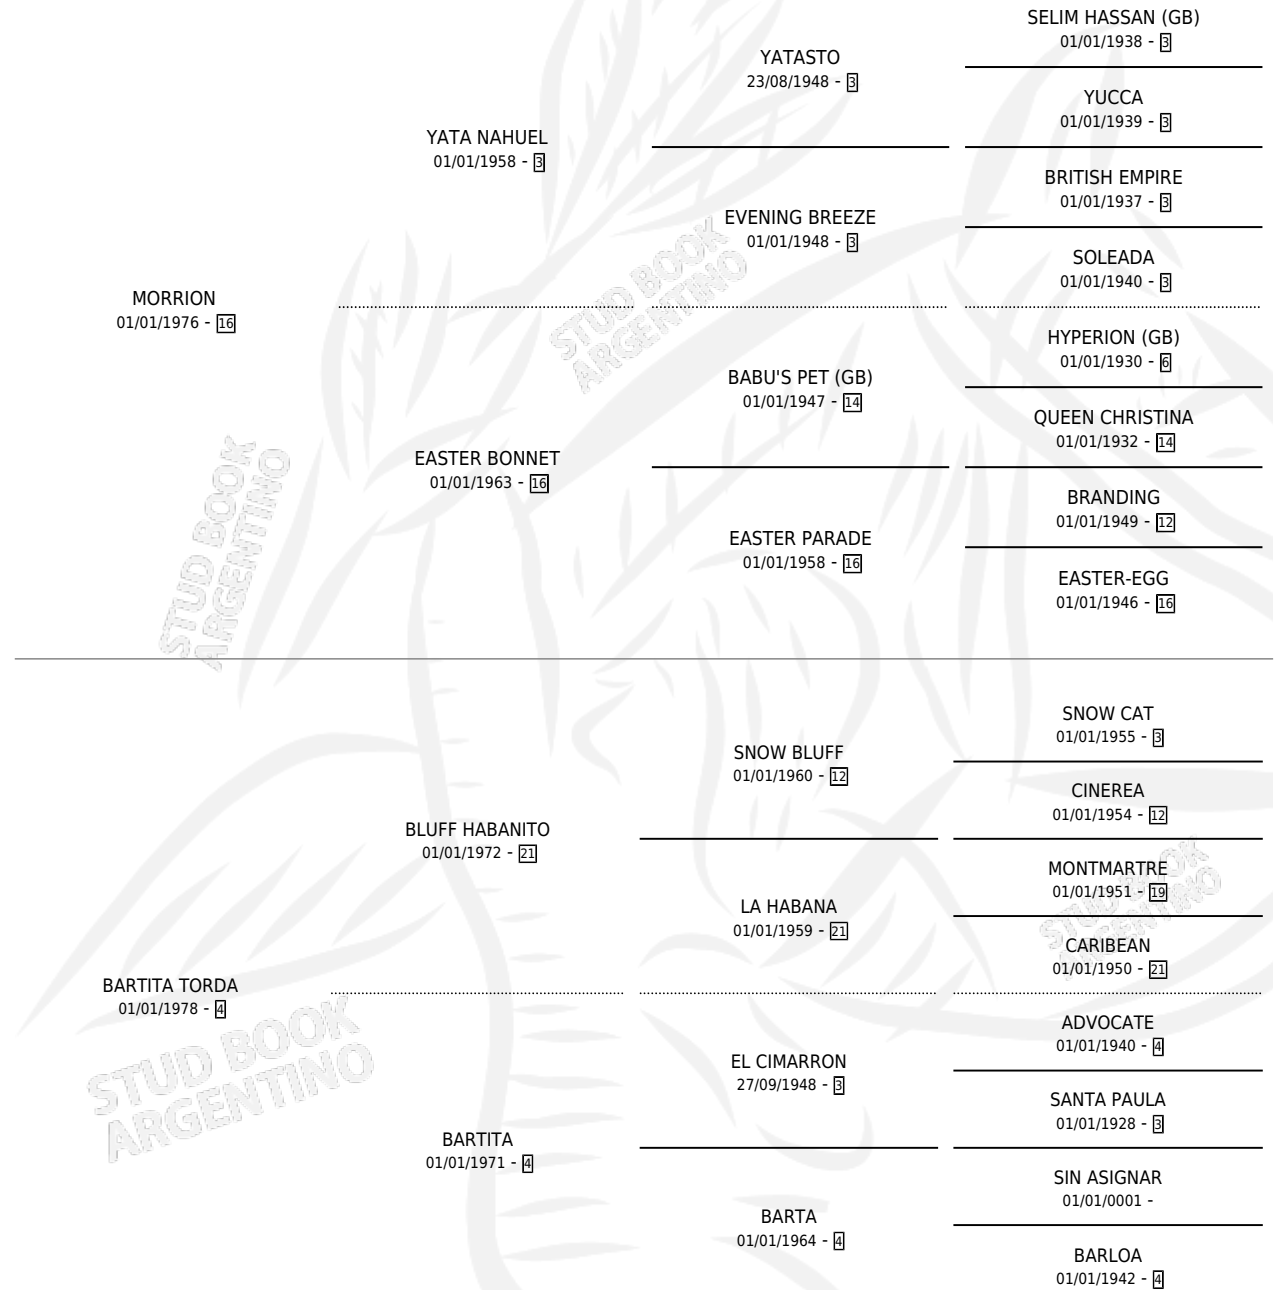 SELIM HASSAN (GB)
01/01/1938 - 3
YATASTO
23/08/1948 - 3
YUCCA
01/01/1939 - 3
YATA NAHUEL
01/01/1958 - 3
BRITISH EMPIRE
01/01/1937 - 3
EVENING BREEZE
01/01/1948 - 3
SOLEADA
01/01/1940 - 3
MORRION
01/01/1976 - 16
HYPERION (GB)
01/01/1930 - 6
BABU'S PET (GB)
01/01/1947 - 14
QUEEN CHRISTINA
01/01/1932 - 14
EASTER BONNET
01/01/1963 - 16
BRANDING
01/01/1949 - 12
EASTER PARADE
01/01/1958 - 16
EASTER-EGG
01/01/1946 - 16
SNOW CAT
01/01/1955 - 3
SNOW BLUFF
01/01/1960 - 12
CINEREA
01/01/1954 - 12
BLUFF HABANITO
01/01/1972 - 21
MONTMARTRE
01/01/1951 - 19
LA HABANA
01/01/1959 - 21
CARIBEAN
01/01/1950 - 21
BARTITA TORDA
01/01/1978 - 4
ADVOCATE
01/01/1940 - 4
EL CIMARRON
27/09/1948 - 3
SANTA PAULA
01/01/1928 - 3
BARTITA
01/01/1971 - 4
SIN ASIGNAR
01/01/0001 -
BARTA
01/01/1964 - 4
BARLOA
01/01/1942 - 4
STUD BOOK
ARGENTINO
STUD BOOK
ARGENTINO
STUD BOOK
ARGENTINO
STUD BOOK
ARGENTINO